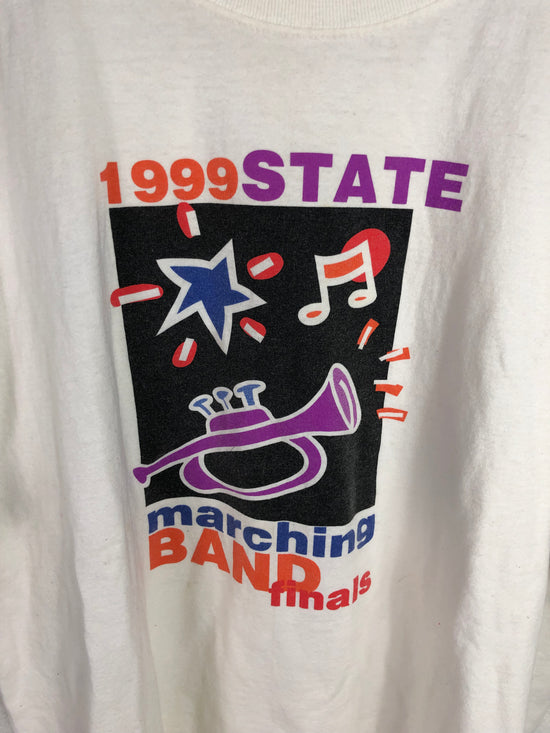 1999STATE
marching
BAND
finals